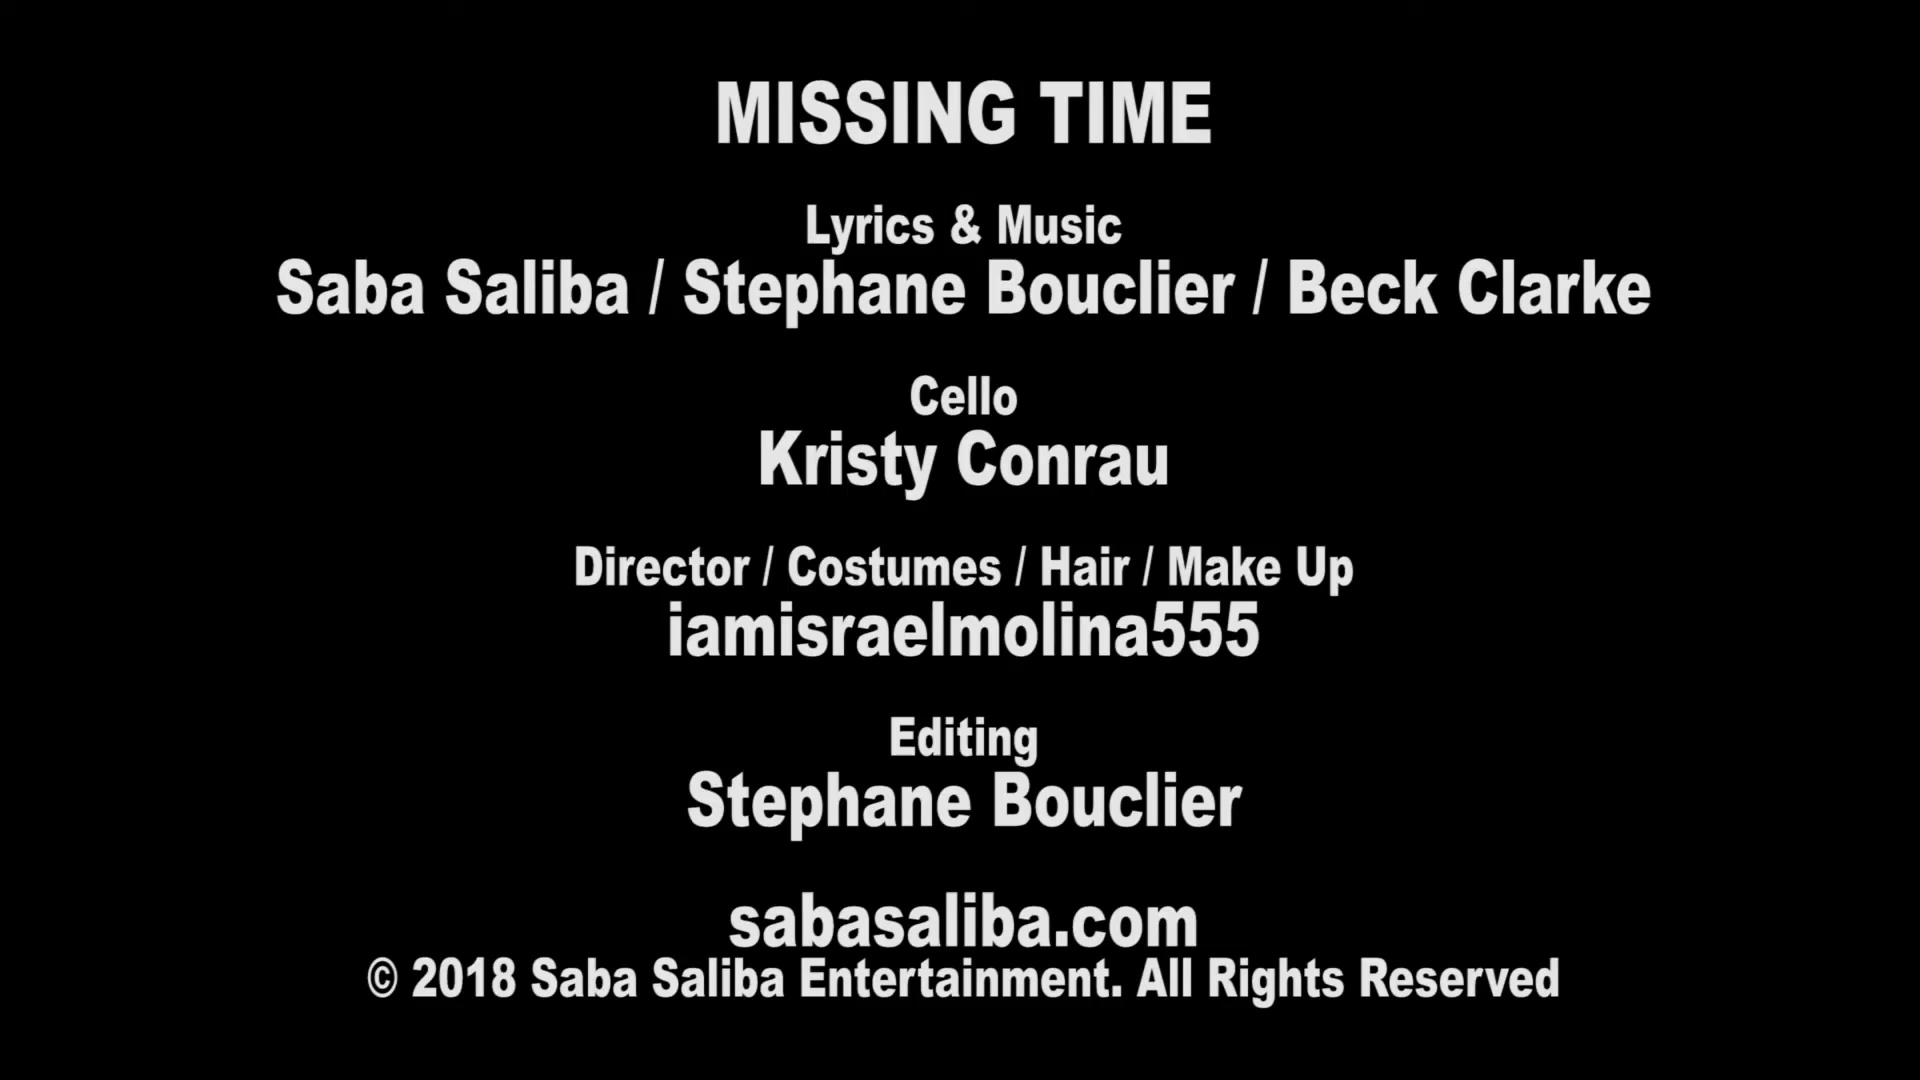 MISSING TIME
Lyrics & Music
Saba Saliba / Stephane Bouclier / Beck Clarke
Cello
Kristy Conrau
Director / Costumes / Hair / Make Up
iamisraelmolina555
Editing
Stephane Bouclier
sabasaliba.com
© 2018 Saba Saliba Entertainment. All Rights Reserved